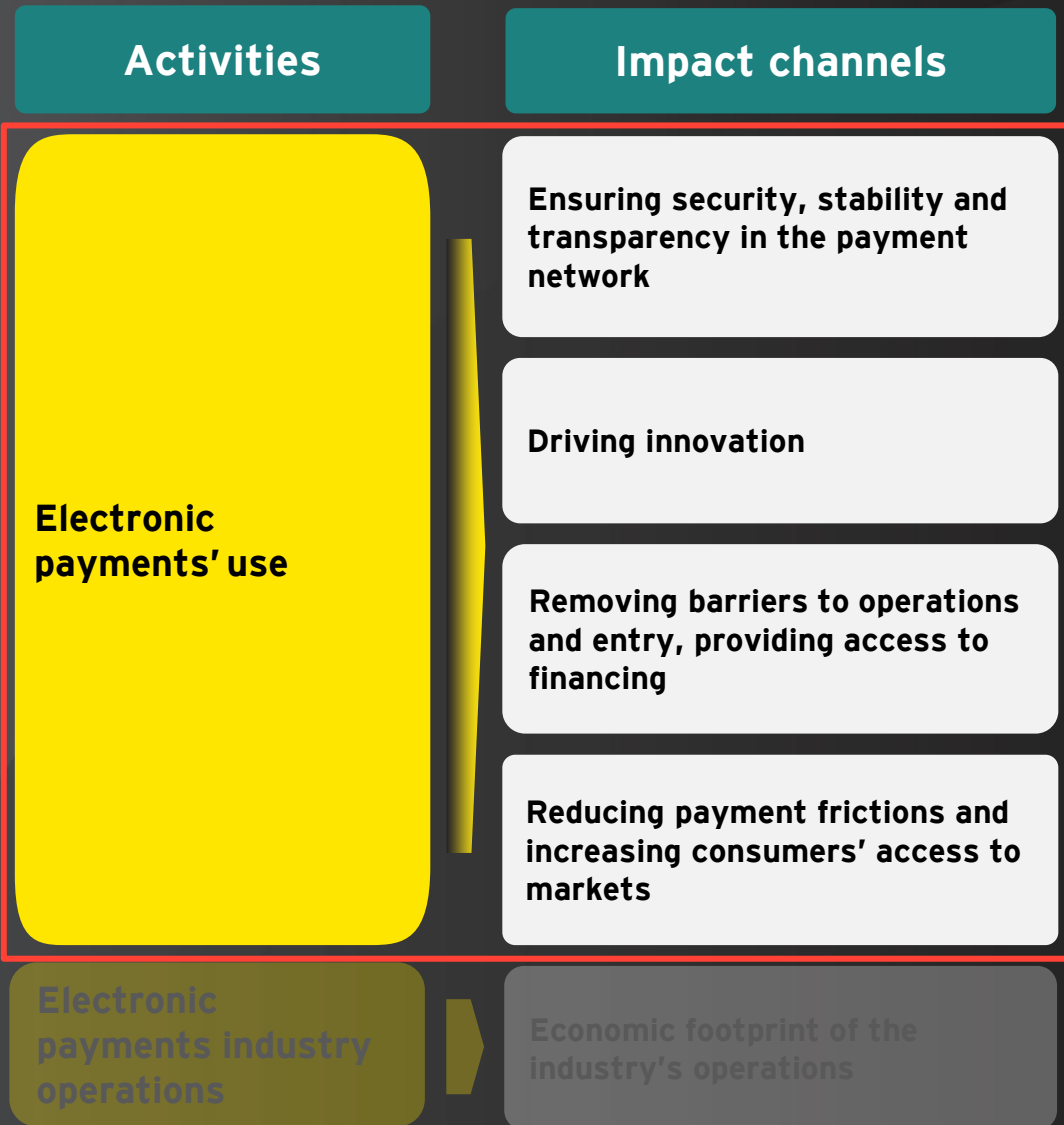 Activities
Impact channels
Electronic
payments’ use
Ensuring security, stability and
transparency in the payment
network
Driving innovation
Removing barriers to operations
and entry, providing access to
financing
Reducing payment frictions and
increasing consumers’ access to
markets
Electronic
payments industry
operations
Economic footprint of the
industry’s operations